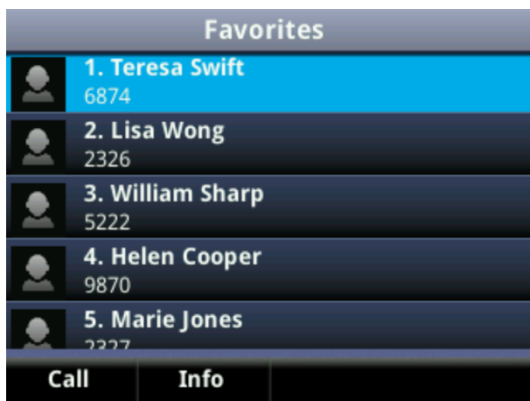 Favorites
1. Teresa Swift
6874
2. Lisa Wong
2326
3. William Sharp
5222
4. Helen Cooper
9870
5. Marie Jones
2327
Call Info